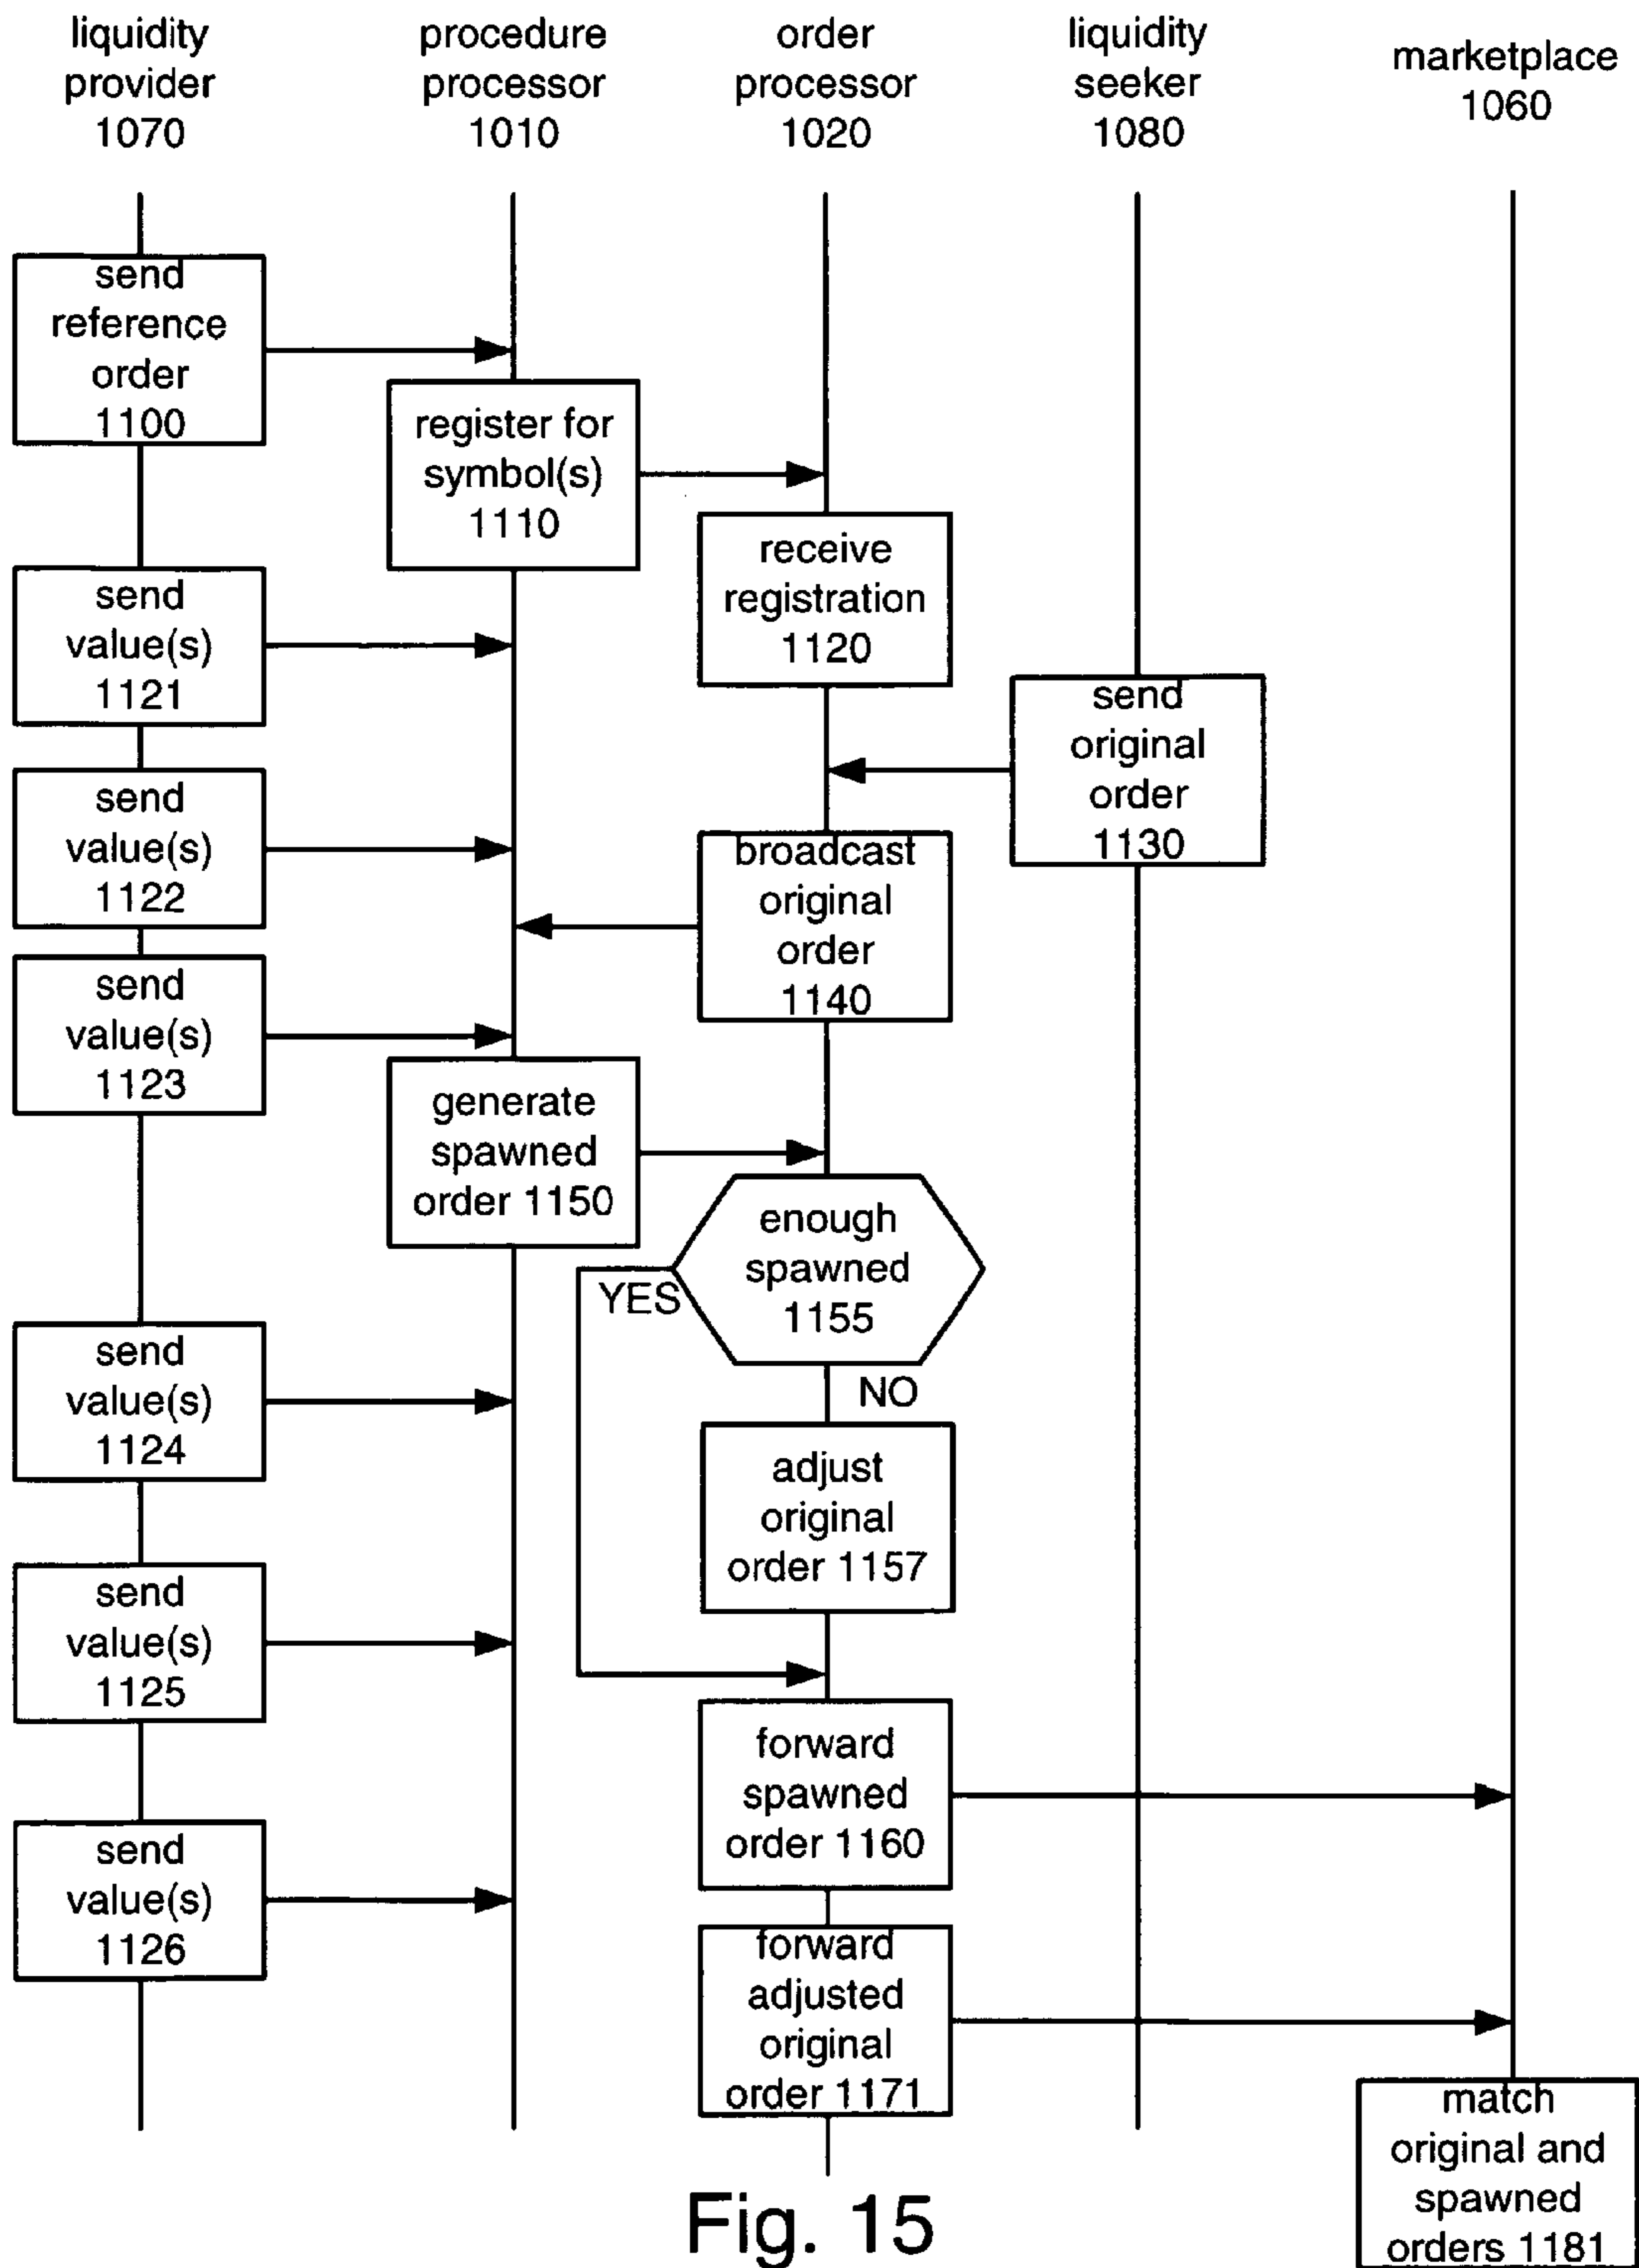 liquidity
provider
1070
procedure
processor
1010
order
processor
1020
liquidity
seeker
1080
marketplace
1060
send
reference
order
1100
register for
symbol(s)
1110
receive
registration
1120
send
value(s)
1121
send
original
order
1130
send
value(s)
1122
broadcast
original
order
1140
send
value(s)
1123
generate
spawned
order 1150
enough
spawned
1155
YES
NO
send
value(s)
1124
adjust
original
order 1157
send
value(s)
1125
forward
spawned
order 1160
send
value(s)
1126
forward
adjusted
original
order 1171
match
original and
spawned
orders 1181
Fig. 15